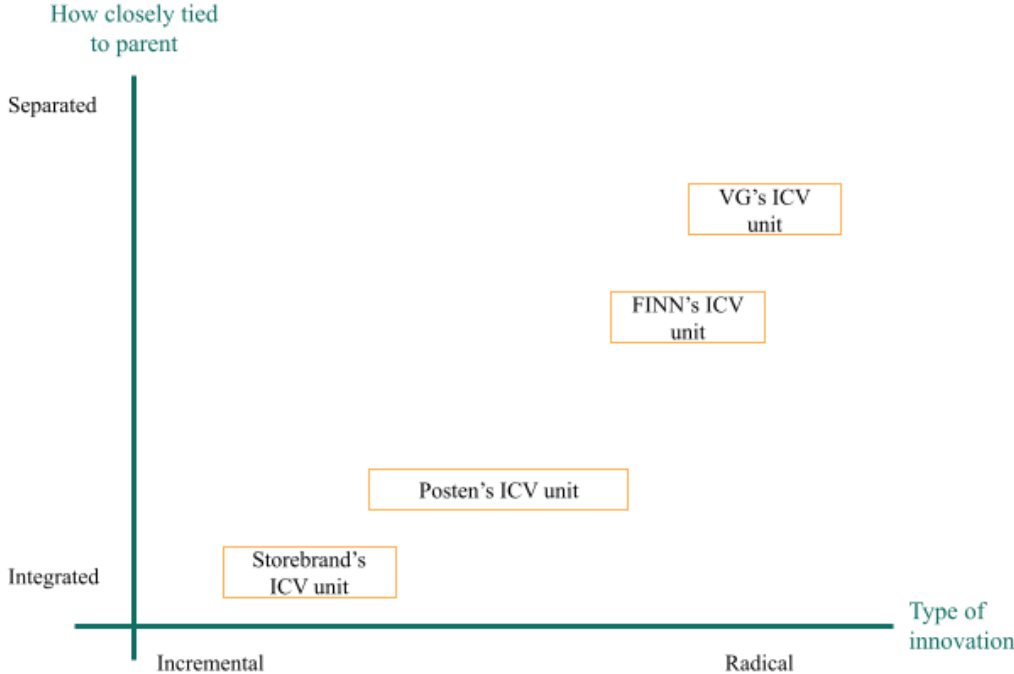 How closely tied
to parent
Separated
VG’s ICV
unit
FINN’s ICV
unit
Posten’s ICV unit
Storebrand’s
ICV unit
Integrated
Type of
innovation
Incremental
Radical